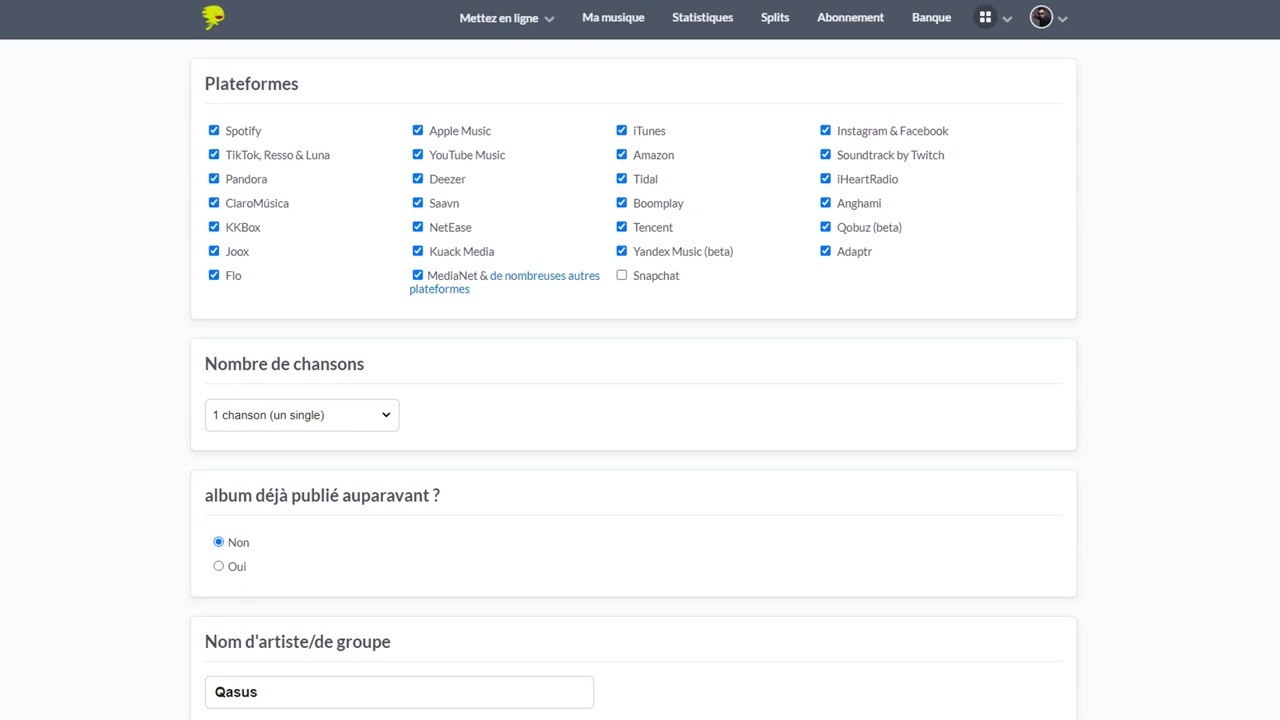 Mettez en ligne Ma musique Statistiques Splits Abonnement Banque
Plateformes
Spotify Apple Music iTunes Instagram & Facebook
TikTok, Resso & Luna YouTube Music Amazon Soundtrack by Twitch
Pandora Deezer Tidal iHeartRadio
ClaroMúsica Saavn Boomplay Anghami
KKBox NetEase Tencent Qobuz (beta)
Joox Kuack Media Yandex Music (beta) Adaptr
Flo MediaNet & de nombreuses autres plateformes Snapchat
Nombre de chansons
1 chanson (un single)
album déjà publié auparavant ?
Non
Oui
Nom d'artiste/de groupe
Qasus